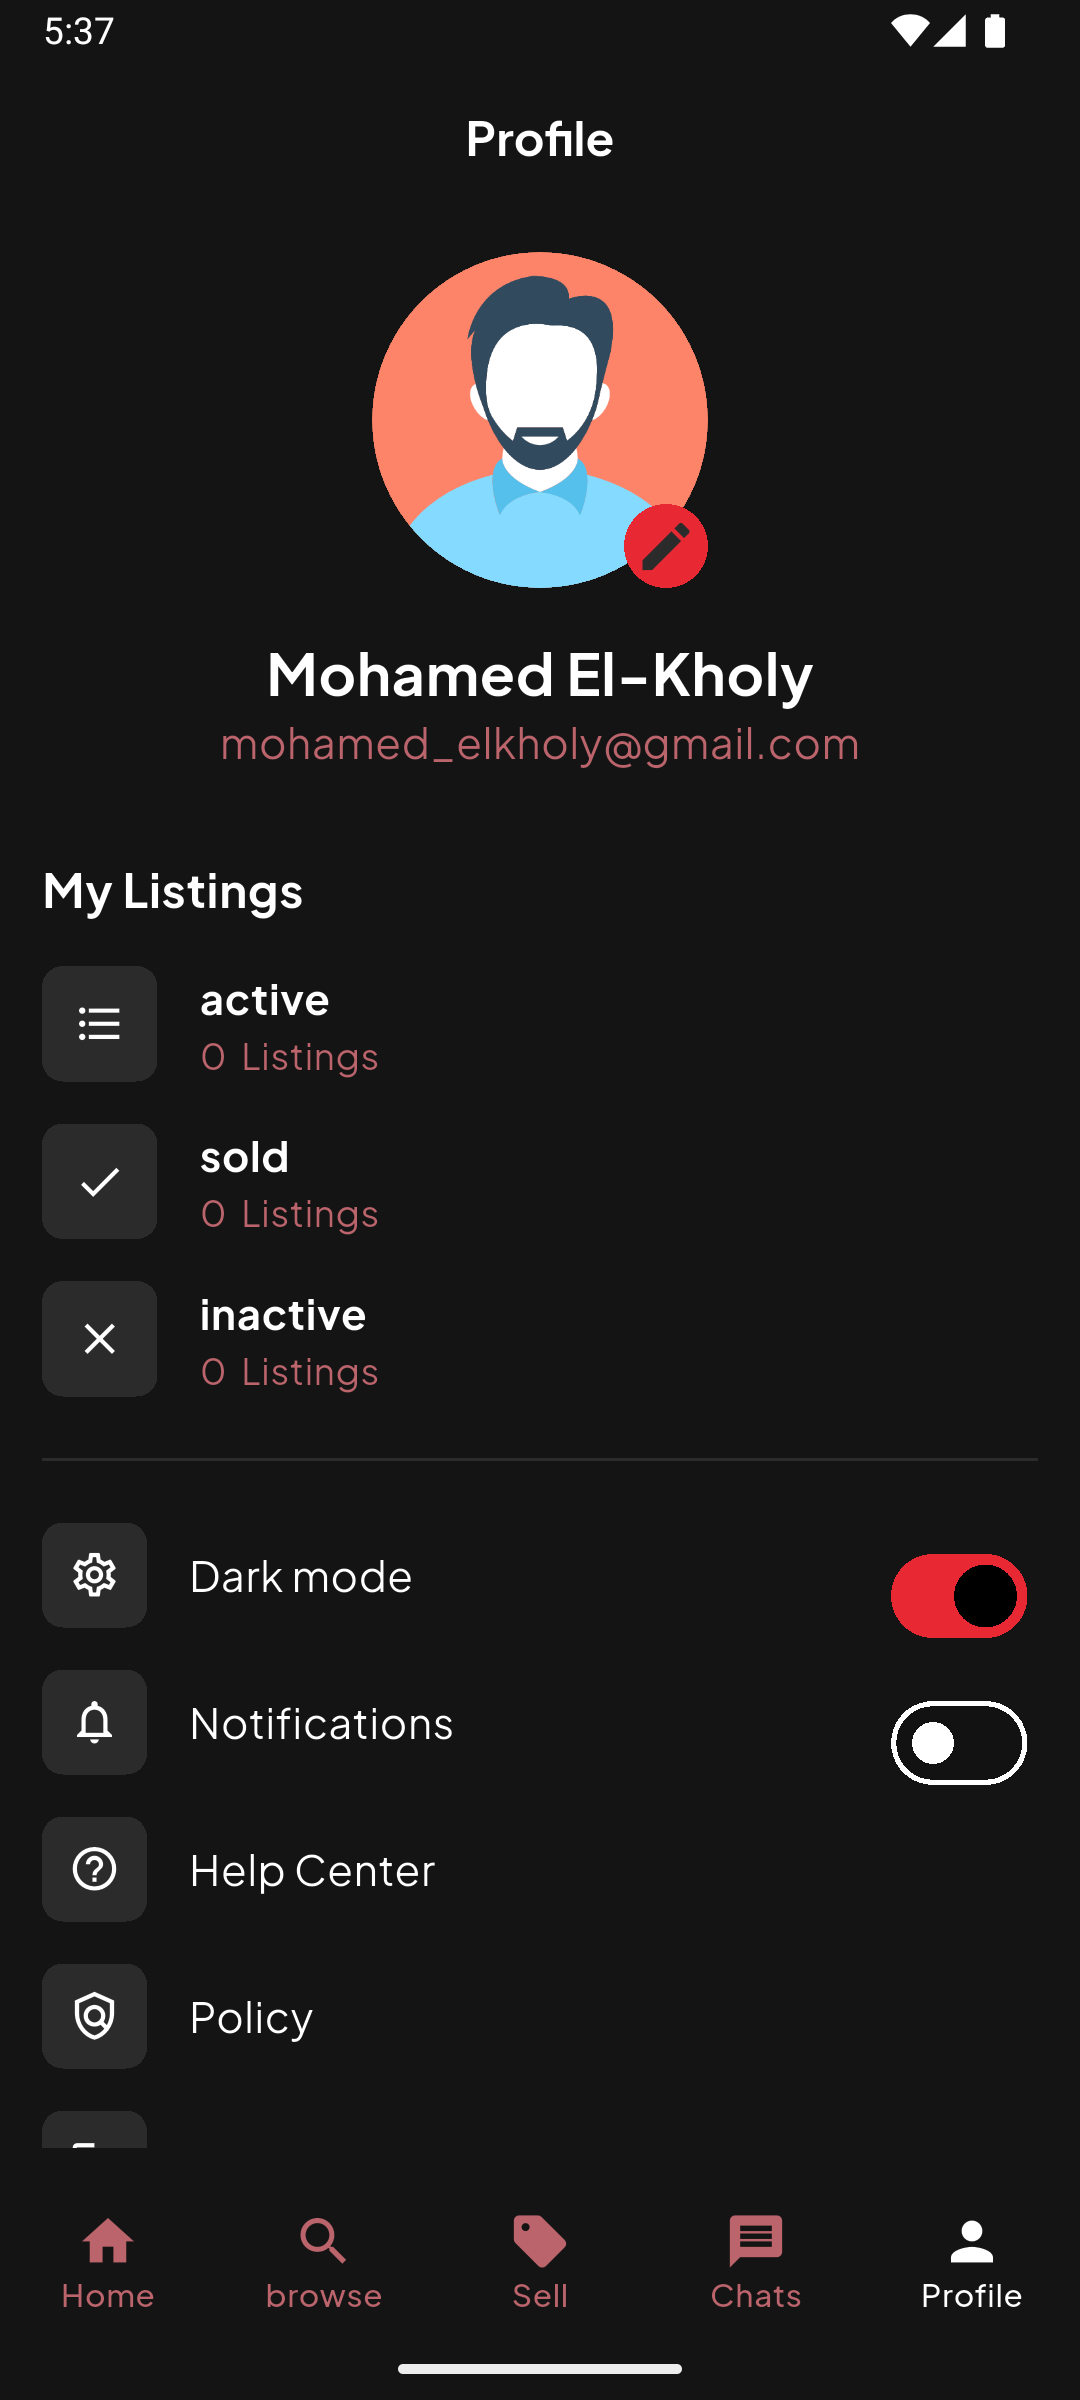 5:37
Profile
Mohamed El-Kholy
mohamed_elkholy@gmail.com
My Listings
active
0 Listings
sold
0 Listings
inactive
0 Listings
Dark mode
Notifications
Help Center
Policy
Home
browse
Sell
Chats
Profile